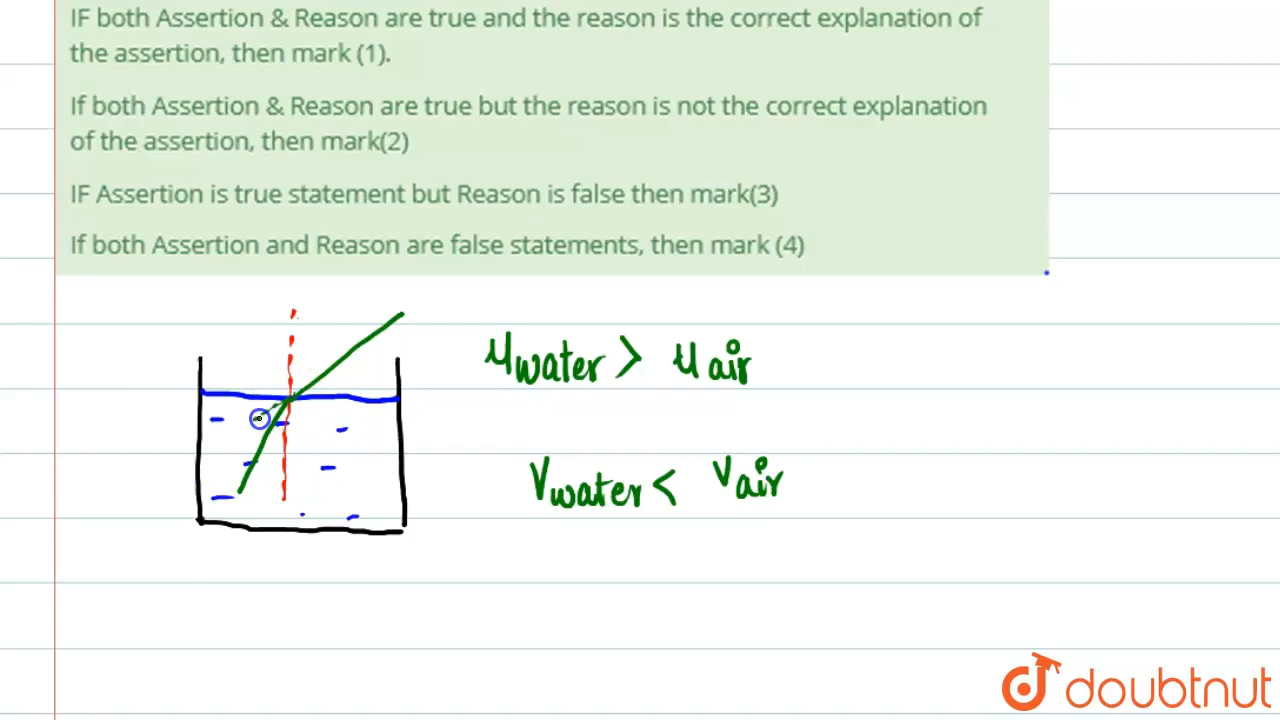 IF both Assertion & Reason are true and the reason is the correct explanation of
the assertion, then mark (1).
If both Assertion & Reason are true but the reason is not the correct explanation
of the assertion, then mark(2)
IF Assertion is true statement but Reason is false then mark(3)
If both Assertion and Reason are false statements, then mark (4)
μwater > μair
Vwater < Vair
doubtnut